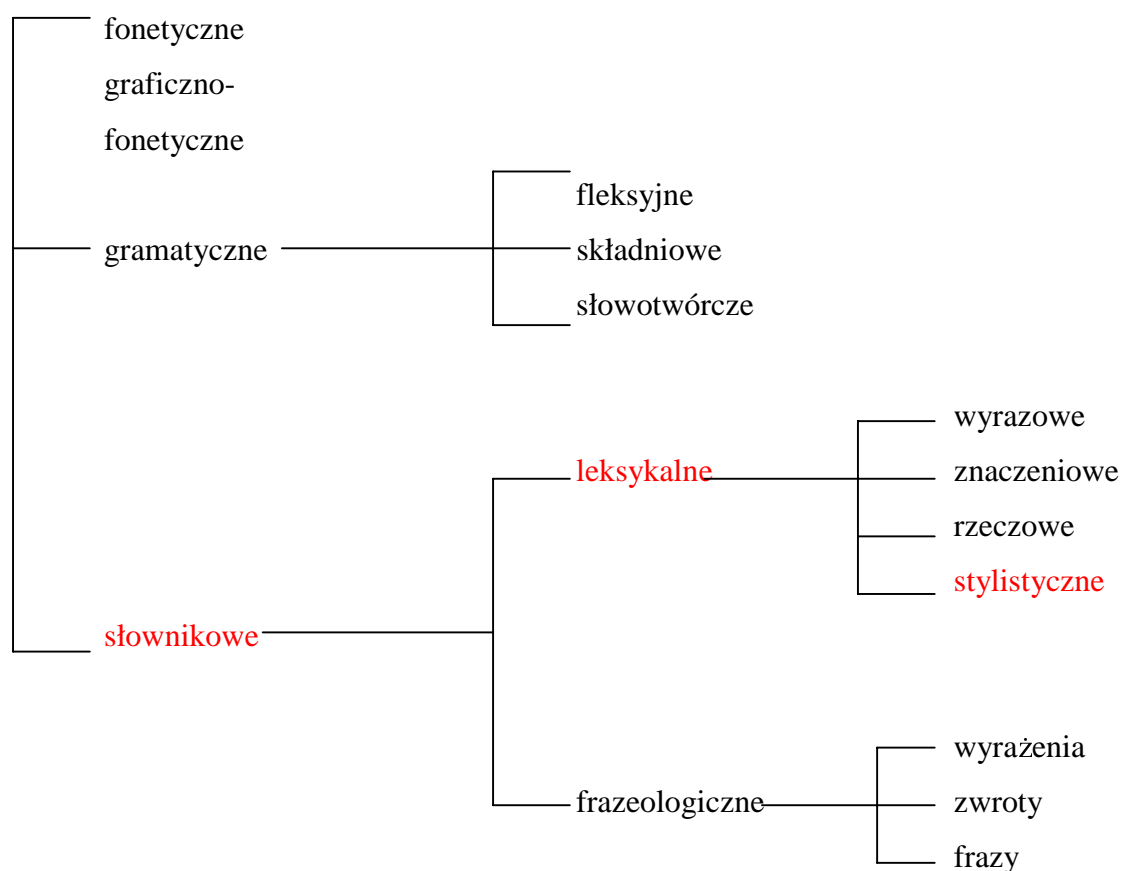 fonetyczne
graficzno-
fonetyczne
fleksyjne
gramatyczne
składniowe
słowotwórcze
wyrazowe
leksykalne
znaczeniowe
rzeczowe
stylistyczne
słownikowe
wyrażenia
frazeologiczne
zwroty
frazy